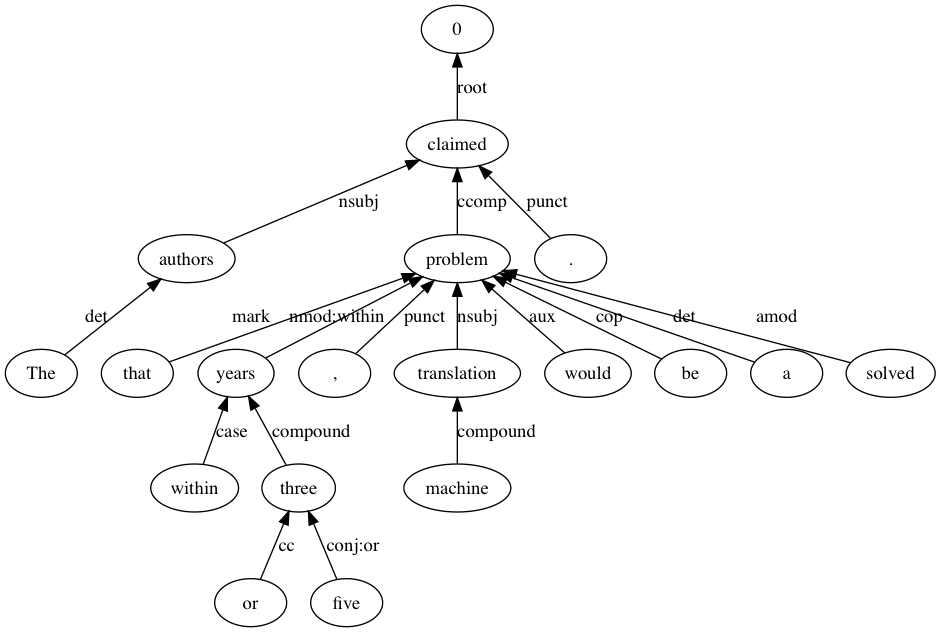 0
root
claimed
nsubj ccomp punct
authors problem .
det mark nmod:within punct nsubj aux cop det amod
The that years , translation would be a solved
case compound compound
within three machine
cc conj:or
or five